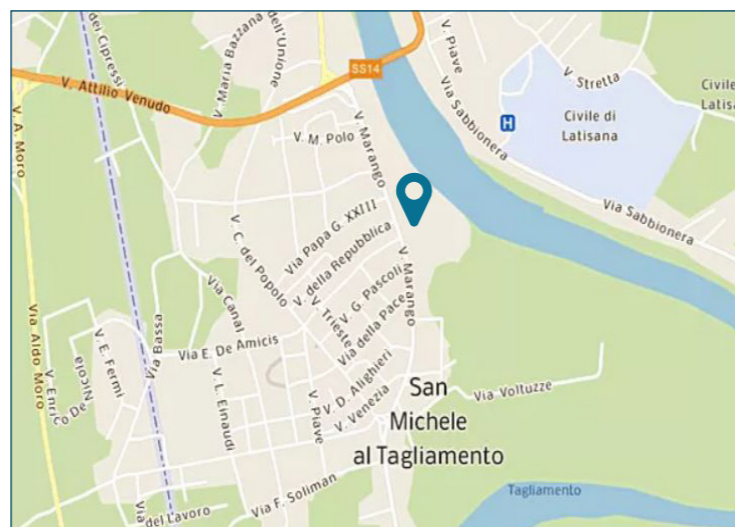 dei Cipressi
V. Maria Bazzana
dell'Unione
V. Piave
V. Stretta
SS14
V. Attilio Venudo
Via Sabbionera
Civile di
Latisana
H
Civile
Latisa
V. A. Moro
V. M. Polo
V. Marango
Via Sabbionera
Via Papa G. XXIII
V. della Repubblica
V. C. del Popolo
V. Marango
V. G. Pascoli
V. Trieste
Via della Pace
Via Canal
Via Bassa
Via E. De Amicis
Via Aldo Moro
V. E. Fermi
V. Enrico De
Nicola
V. L. Einaudi
V. D. Alighieri
V. Venezia
V. Piave
San
Michele
al Tagliamento
Via Voltuzze
Via F. Soliman
Via del Lavoro
Tagliamento